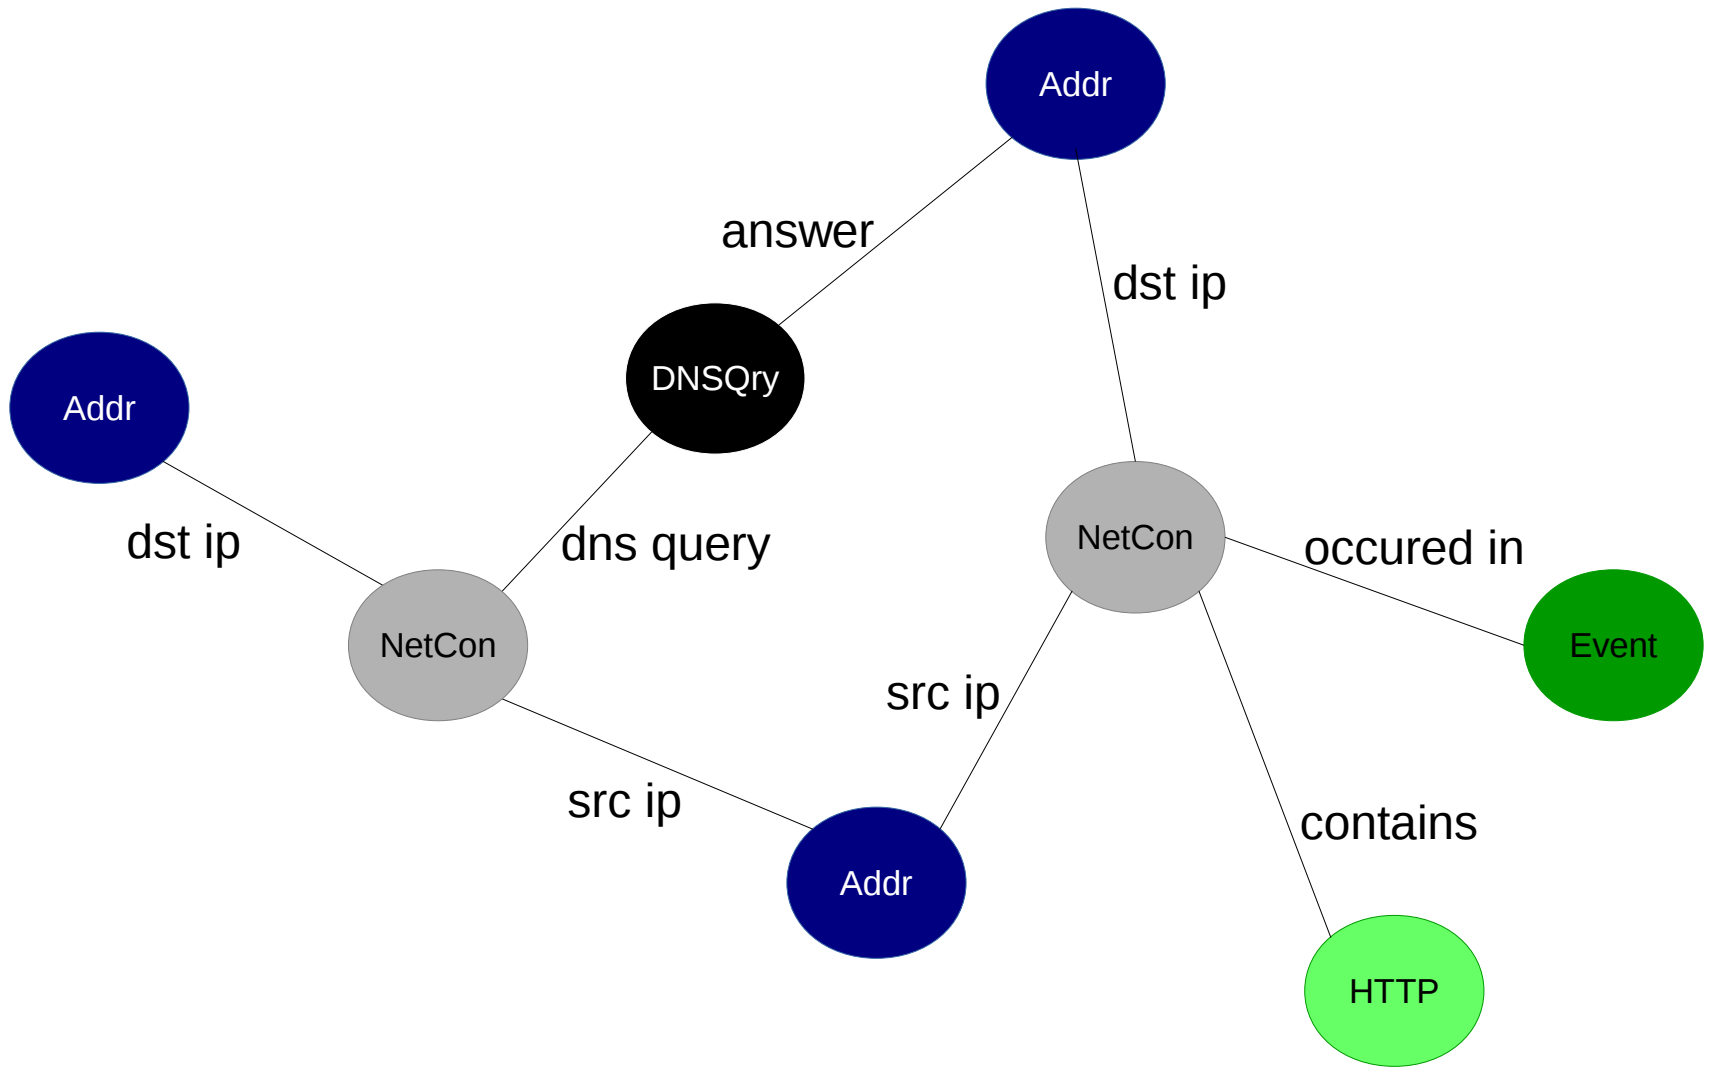 Addr
answer
dst ip
DNSQry
Addr
dst ip
dns query
NetCon
occured in
NetCon
Event
src ip
src ip
contains
Addr
HTTP